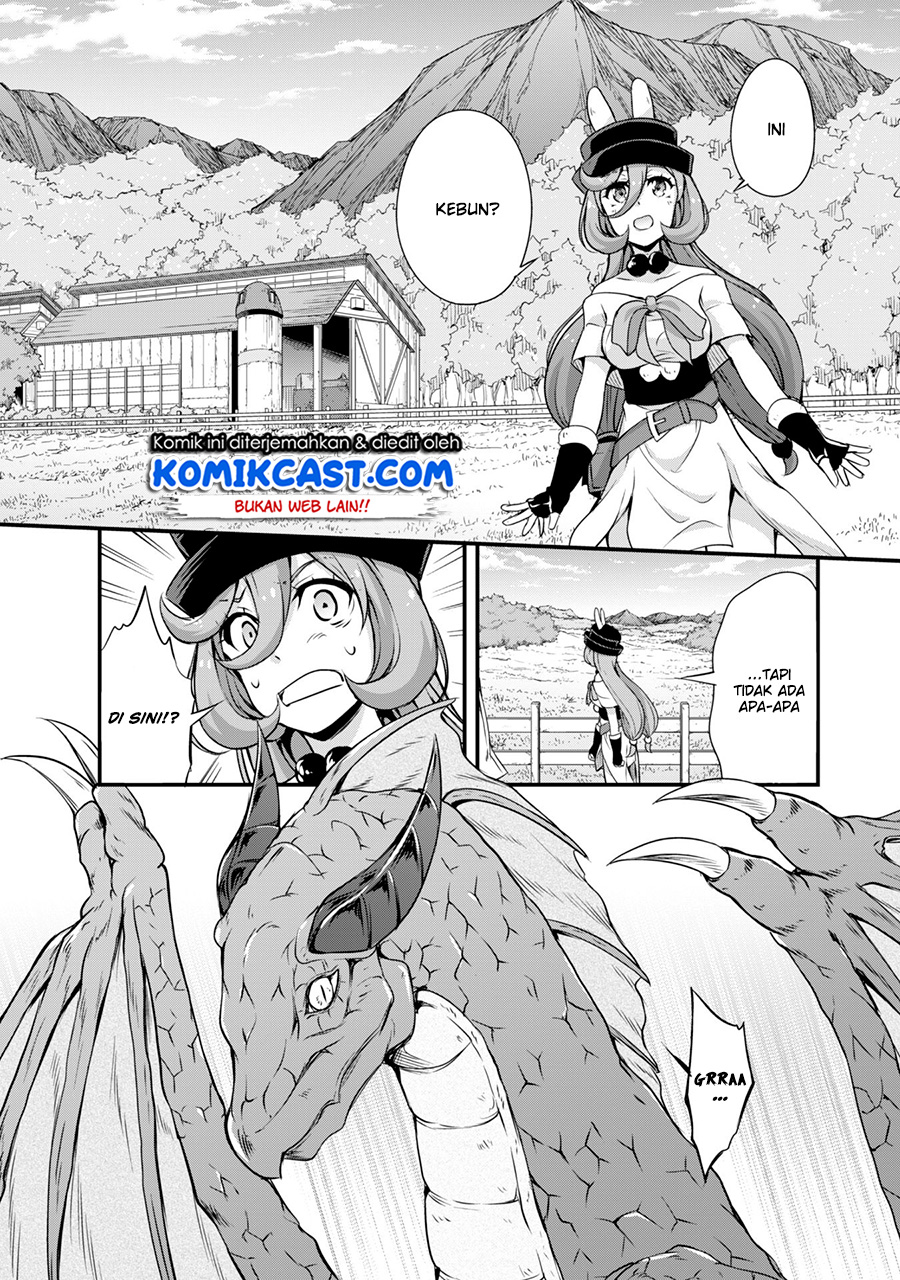 INI
KEBUN?
Komik ini diterjemahkan & diedit oleh
KOMIKCAST.COM
BUKAN WEB LAIN!!
...TAPI
TIDAK ADA
APA-APA
DI SINI!?
GRRAA
...